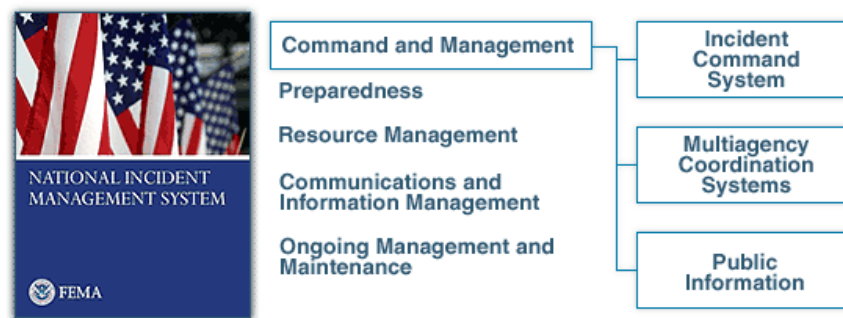 NATIONAL INCIDENT
MANAGEMENT SYSTEM
FEMA
Command and Management
Preparedness
Resource Management
Communications and
Information Management
Ongoing Management and
Maintenance
Incident
Command
System
Multiagency
Coordination
Systems
Public
Information